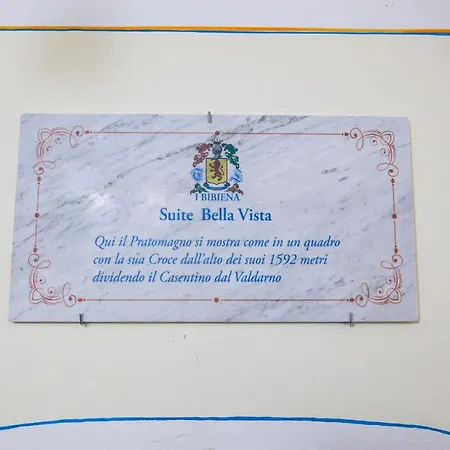 I BIBIENA
Suite Bella Vista
Qui il Pratomagno si mostra come in un quadro
con la sua Croce dall'alto dei suoi 1592 metri
dividendo il Casentino dal Valdarno